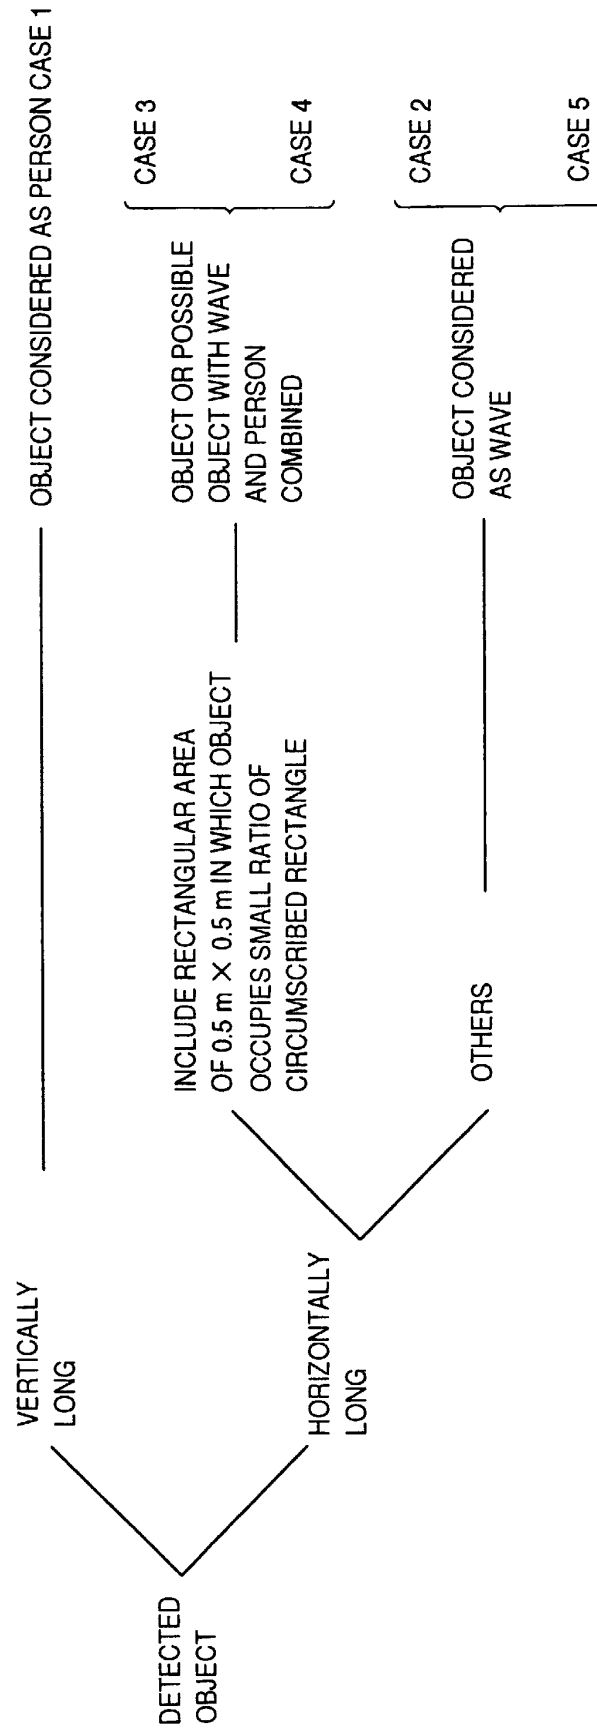 DETECTED
OBJECT
VERTICALLY
LONG
OBJECT CONSIDERED AS PERSON CASE 1
HORIZONTALLY
LONG
INCLUDE RECTANGULAR AREA
OF 0.5 m × 0.5 m IN WHICH OBJECT
OCCUPIES SMALL RATIO OF
CIRCUMSCRIBED RECTANGLE
OBJECT OR POSSIBLE
OBJECT WITH WAVE
AND PERSON
COMBINED
CASE 3
CASE 4
OTHERS
OBJECT CONSIDERED
AS WAVE
CASE 2
CASE 5